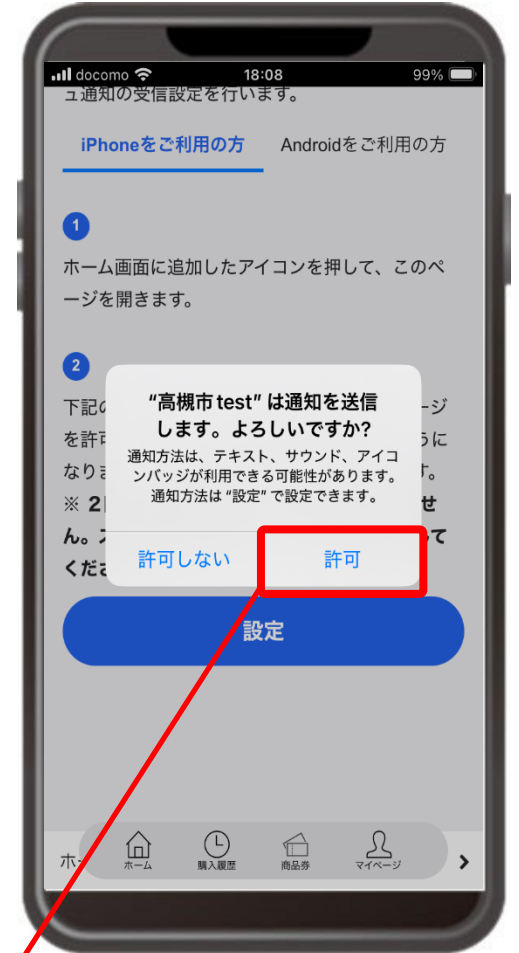 docomo 18:08 99%
ュ通知の受信設定を行います。
iPhoneをご利用の方 Androidをご利用の方
1
ホーム画面に追加したアイコンを押して、このペ
ージを開きます。
2
下記の ージ
を許可 うに
なりま す。
※ 2 せ
ん。 て
くださ
“高槻市 test” は通知を送信
します。よろしいですか?
通知方法は、テキスト、サウンド、アイコ
ンバッジが利用できる可能性があります。
通知方法は “設定” で設定できます。
許可しない 許可
設定
ホー
ホーム 購入履歴 商品券 マイページ